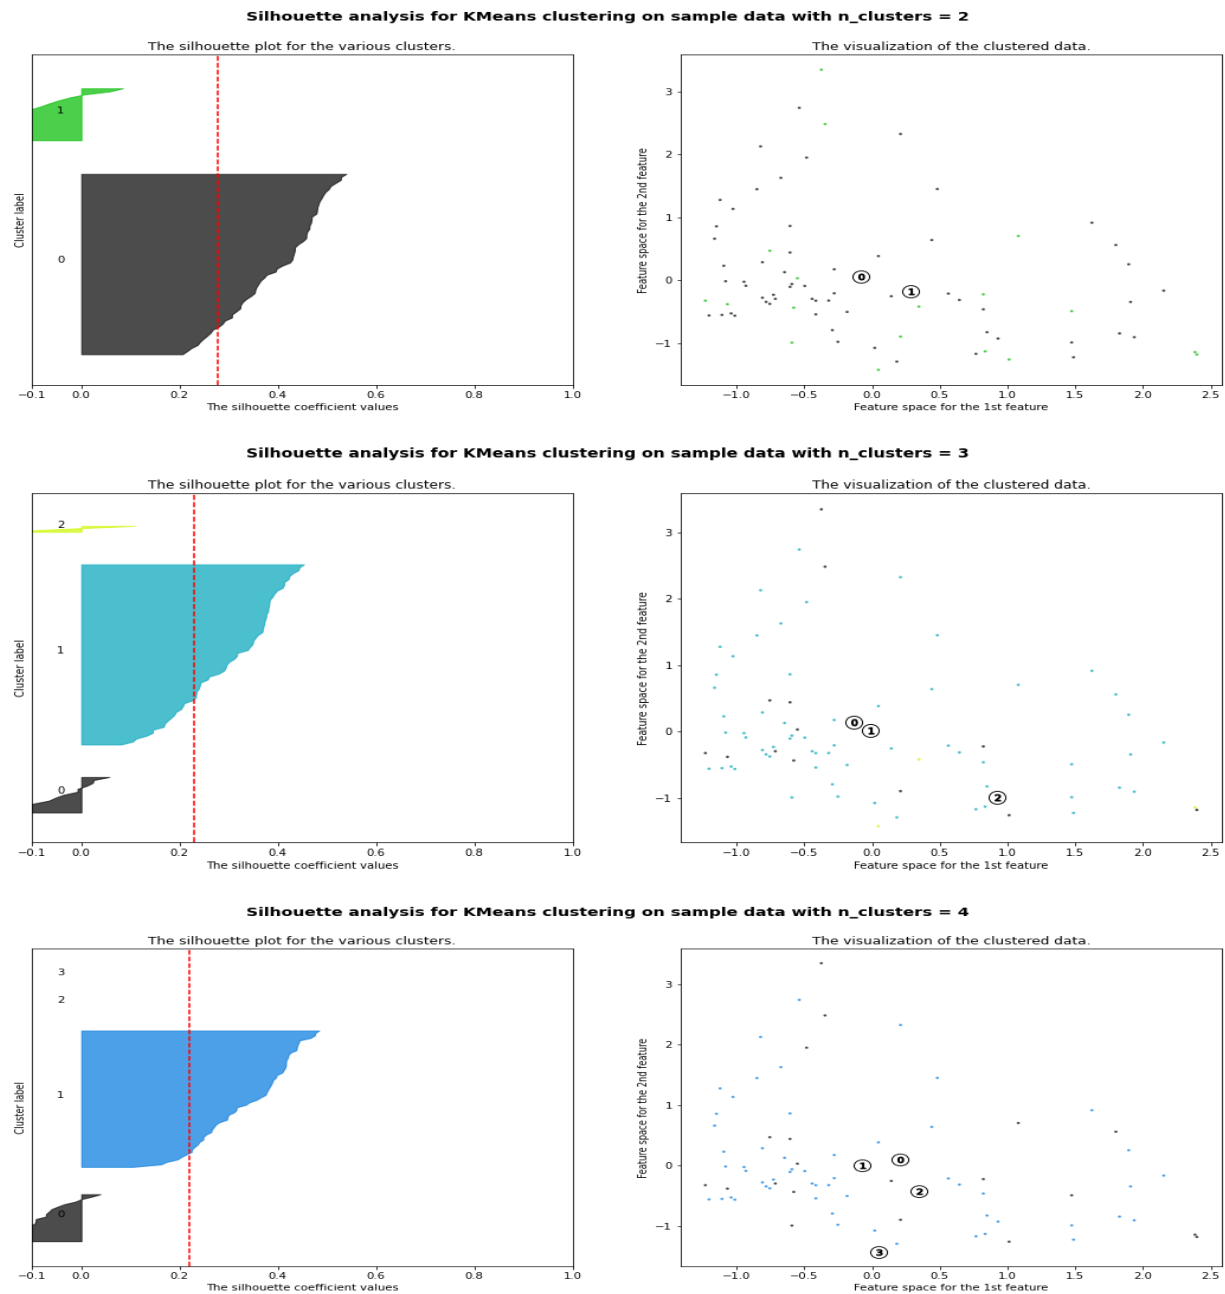 Silhouette analysis for KMeans clustering on sample data with n_clusters = 2
The silhouette plot for the various clusters.
1
0
Cluster label
−0.1 0.0 0.2 0.4 0.6 0.8 1.0
The silhouette coefficient values
The visualization of the clustered data.
3
2
1
0
−1
Feature space for the 2nd feature
0
1
−1.0 −0.5 0.0 0.5 1.0 1.5 2.0 2.5
Feature space for the 1st feature
Silhouette analysis for KMeans clustering on sample data with n_clusters = 3
The silhouette plot for the various clusters.
2
1
0
Cluster label
−0.1 0.0 0.2 0.4 0.6 0.8 1.0
The silhouette coefficient values
The visualization of the clustered data.
3
2
1
0
−1
Feature space for the 2nd feature
0
1
2
−1.0 −0.5 0.0 0.5 1.0 1.5 2.0 2.5
Feature space for the 1st feature
Silhouette analysis for KMeans clustering on sample data with n_clusters = 4
The silhouette plot for the various clusters.
3
2
1
0
Cluster label
−0.1 0.0 0.2 0.4 0.6 0.8 1.0
The silhouette coefficient values
The visualization of the clustered data.
3
2
1
0
−1
Feature space for the 2nd feature
1
0
2
3
−1.0 −0.5 0.0 0.5 1.0 1.5 2.0 2.5
Feature space for the 1st feature